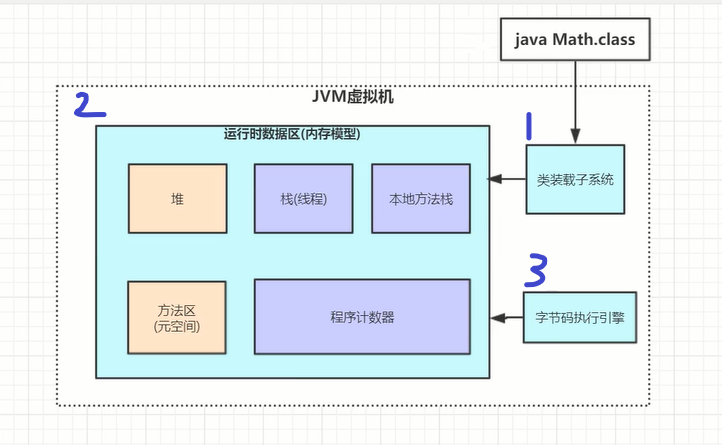 java Math.class
JVM虚拟机
2
运行时数据区(内存模型)
1
堆
栈(线程)
本地方法栈
类装载子系统
3
方法区
(元空间)
程序计数器
字节码执行引擎